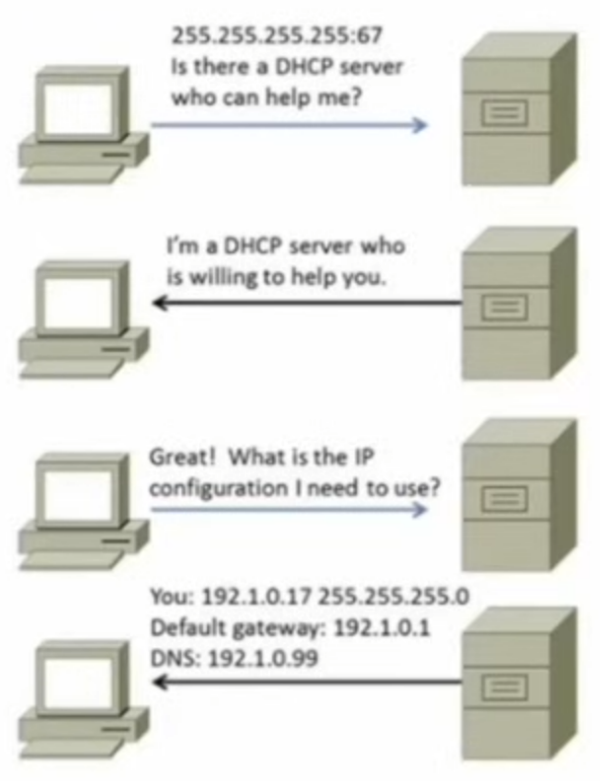 255.255.255.255:67
Is there a DHCP server
who can help me?
I'm a DHCP server who
is willing to help you.
Great! What is the IP
configuration I need to use?
You: 192.1.0.17 255.255.255.0
Default gateway: 192.1.0.1
DNS: 192.1.0.99